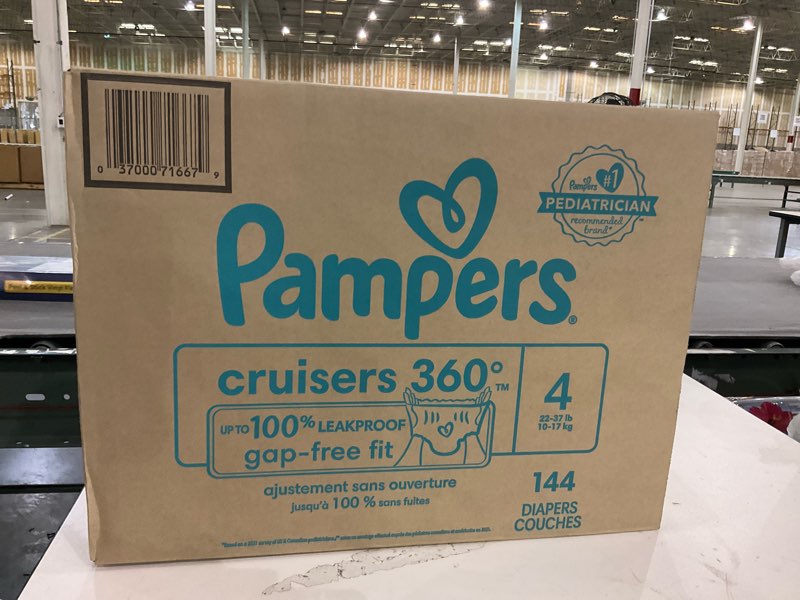 0 37000 71667 9
Pampers #1
PEDIATRICIAN
recommended
brand*
Pampers®
cruisers 360°™
4
22-37 lb
10-17 kg
UP TO 100% LEAKPROOF
gap-free fit
ajustement sans ouverture
jusqu'à 100 % sans fuites
144
DIAPERS
COUCHES